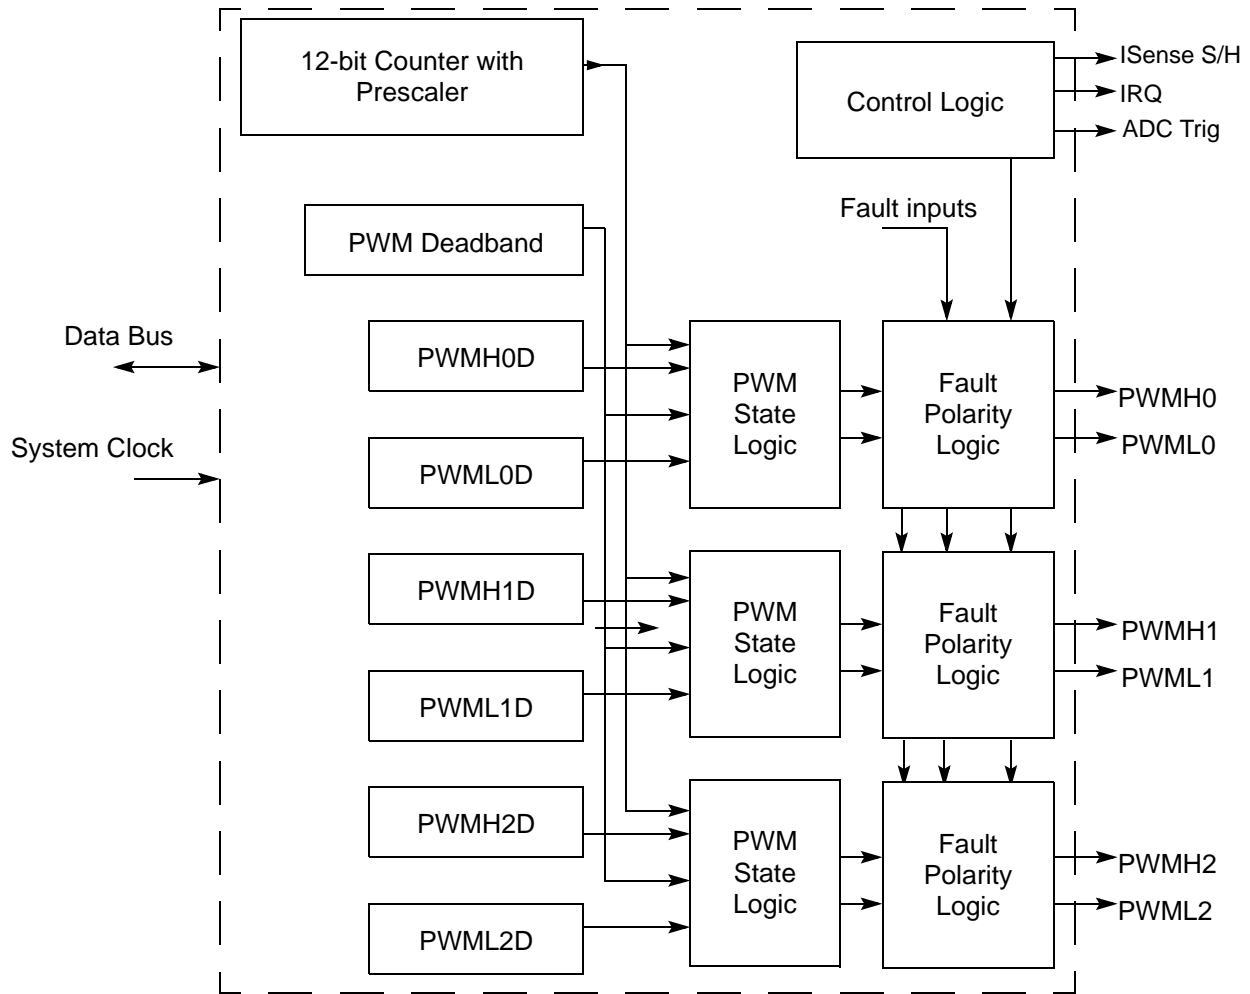 12-bit Counter with
Prescaler
Control Logic
ISense S/H
IRQ
ADC Trig
Fault inputs
PWM Deadband
Data Bus
System Clock
PWMH0D
PWML0D
PWM
State
Logic
Fault
Polarity
Logic
PWMH0
PWML0
PWMH1D
PWML1D
PWM
State
Logic
Fault
Polarity
Logic
PWMH1
PWML1
PWMH2D
PWML2D
PWM
State
Logic
Fault
Polarity
Logic
PWMH2
PWML2